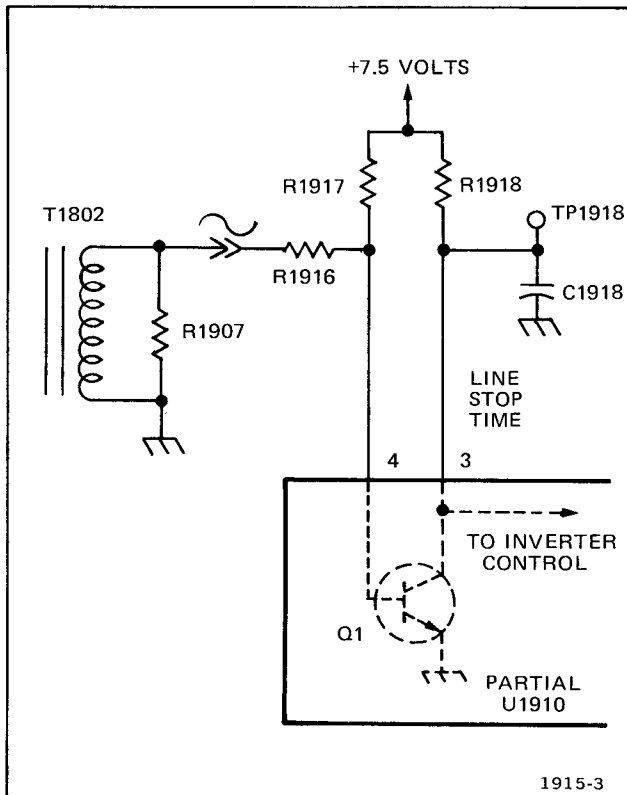 +7.5 VOLTS
R1917
R1918
T1802
TP1918
R1916
C1918
R1907
LINE
STOP
TIME
4
3
TO INVERTER
CONTROL
Q1
PARTIAL
U1910
1915-3